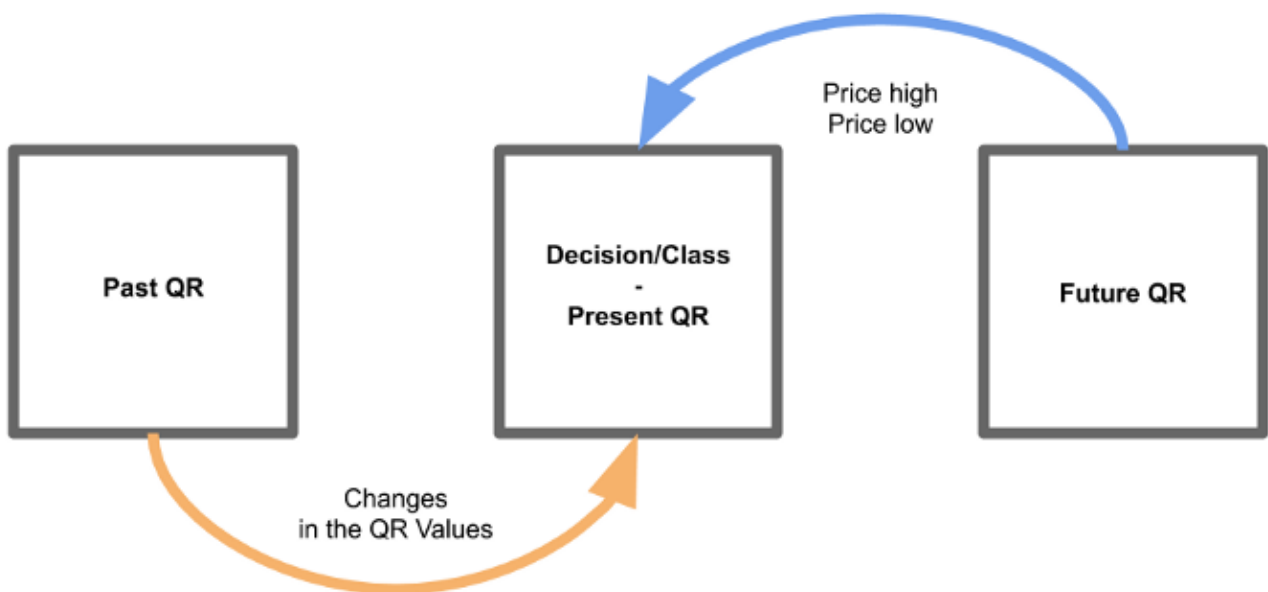 Price high
Price low
Past QR
Decision/Class
-
Present QR
Future QR
Changes
in the QR Values